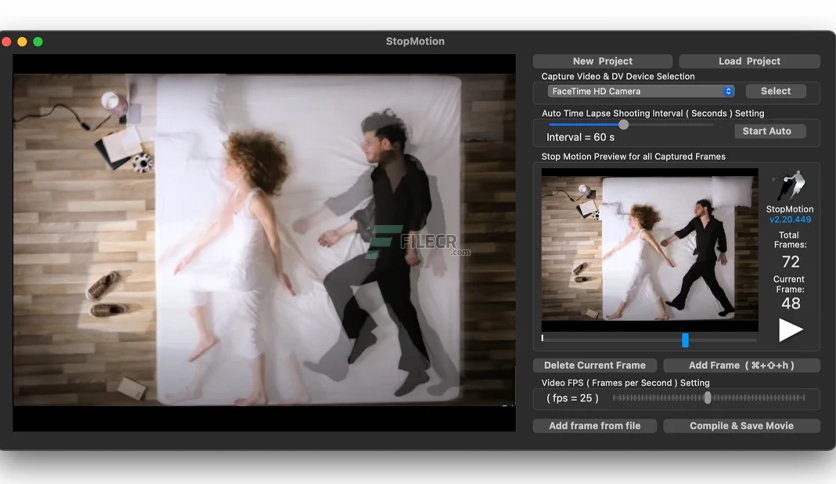 StopMotion
New Project
Load Project
Capture Video & DV Device Selection
FaceTime HD Camera
Select
Auto Time Lapse Shooting Interval ( Seconds ) Setting
Interval = 60 s
Start Auto
Stop Motion Preview for all Captured Frames
StopMotion
v2.20.449
Total
Frames:
72
Current
Frame:
48
FILECR
.com
Delete Current Frame
Add Frame ( ⌘+⇧+h )
Video FPS ( Frames per Second ) Setting
( fps = 25 )
Add frame from file
Compile & Save Movie